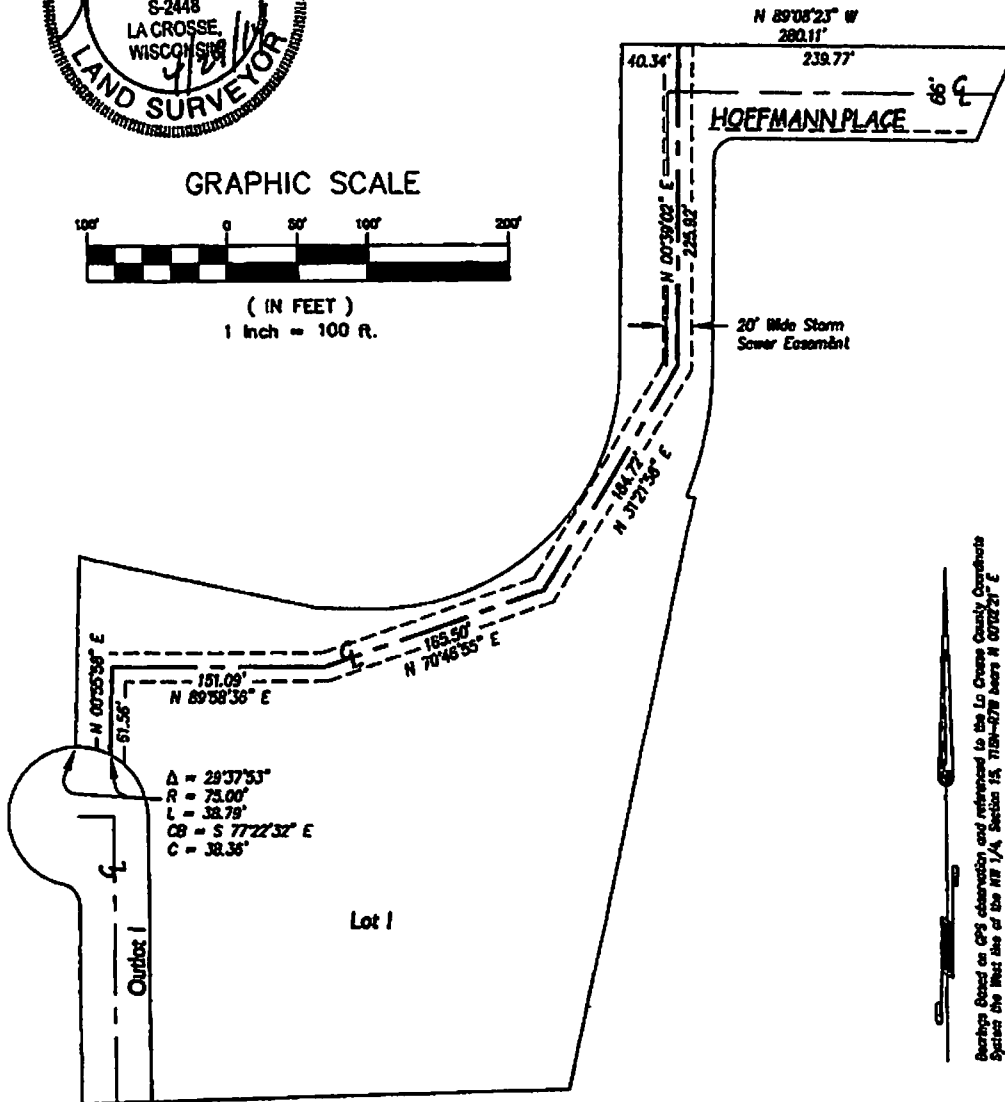 S-2448
LA CROSSE,
WISCONSIN
LAND SURVEYOR
N 89°08'23" W
280.11'
40.34'
239.77'
66' ℄
HOFFMANN PLACE
GRAPHIC SCALE
100' 0 50' 100' 200'
( IN FEET )
1 inch = 100 ft.
N 00°39'02" E
225.92'
20' Wide Storm
Sewer Easement
184.72'
N 31°21'58" E
℄
165.50'
N 70°46'55" E
151.09'
N 89°58'36" E
N 00°55'58" E
61.56'
Δ = 29°37'53"
R = 75.00'
L = 38.79'
CB = S 77°22'32" E
C = 38.36'
℄
Outlot 1
Lot 1
Bearings Based on GPS observation and referenced to the La Crosse County Coordinate
System the West line of the 1/4, Section 15, bears N 00°02'21" E